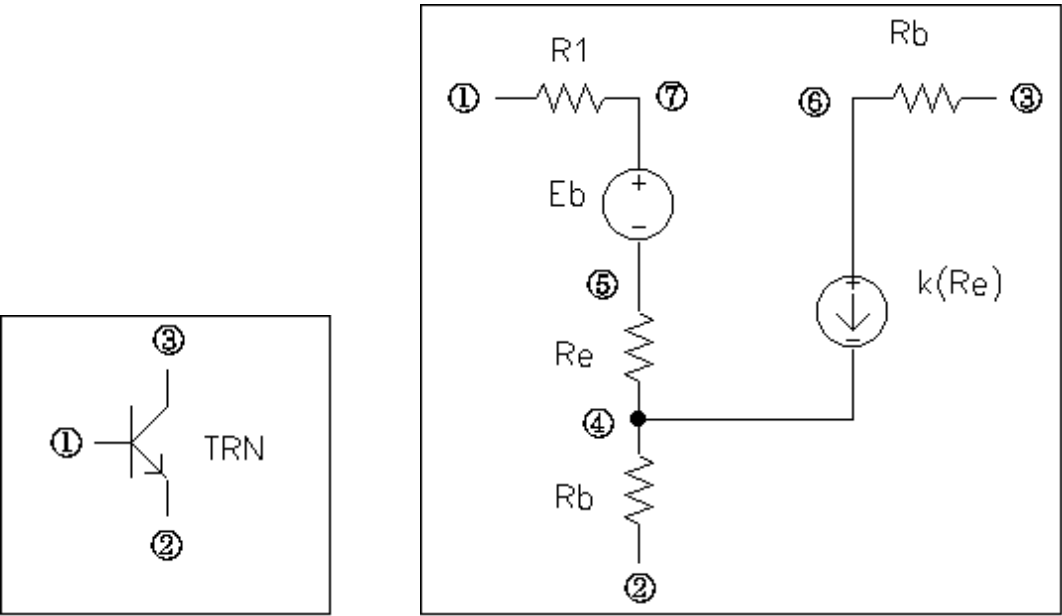 ③
①
TRN
②
R1
Rb
①
⑦
⑥
③
+
Eb
−
⑤
+
k(Re)
−
Re
④
Rb
②